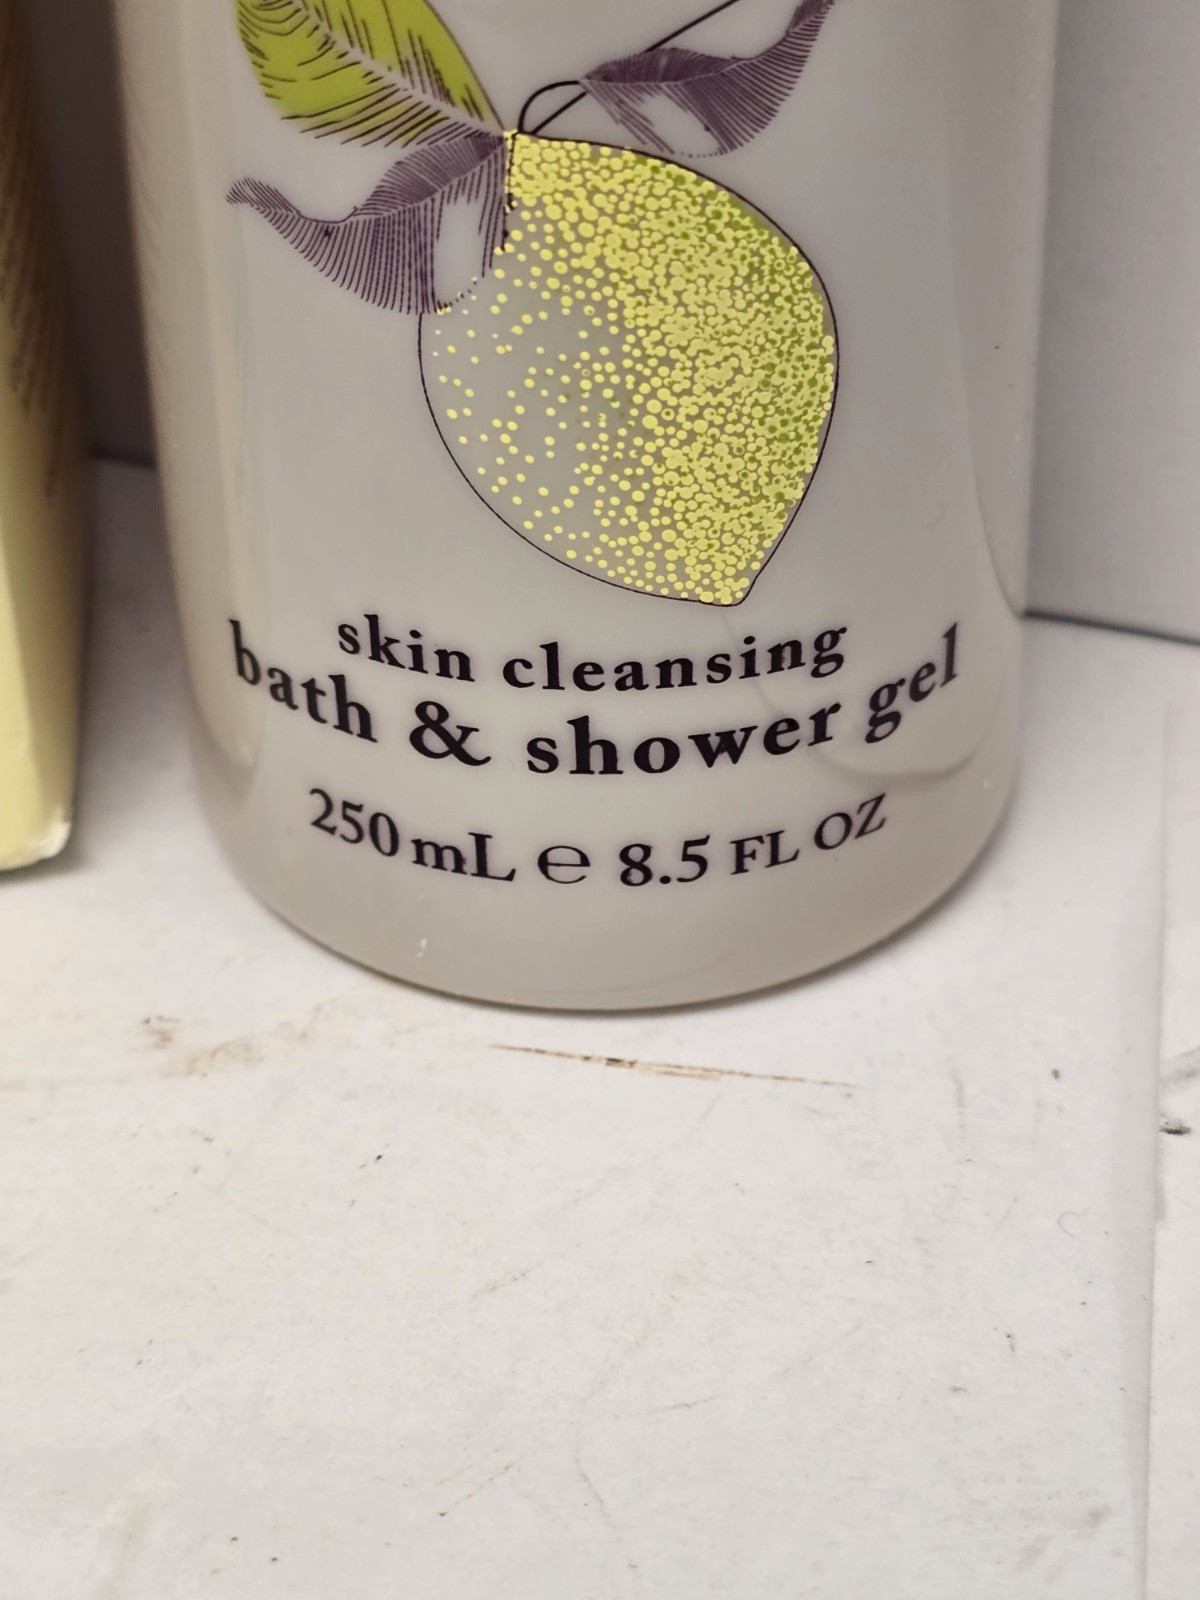 skin cleansing
bath & shower gel
250 mL ℮ 8.5 FL OZ